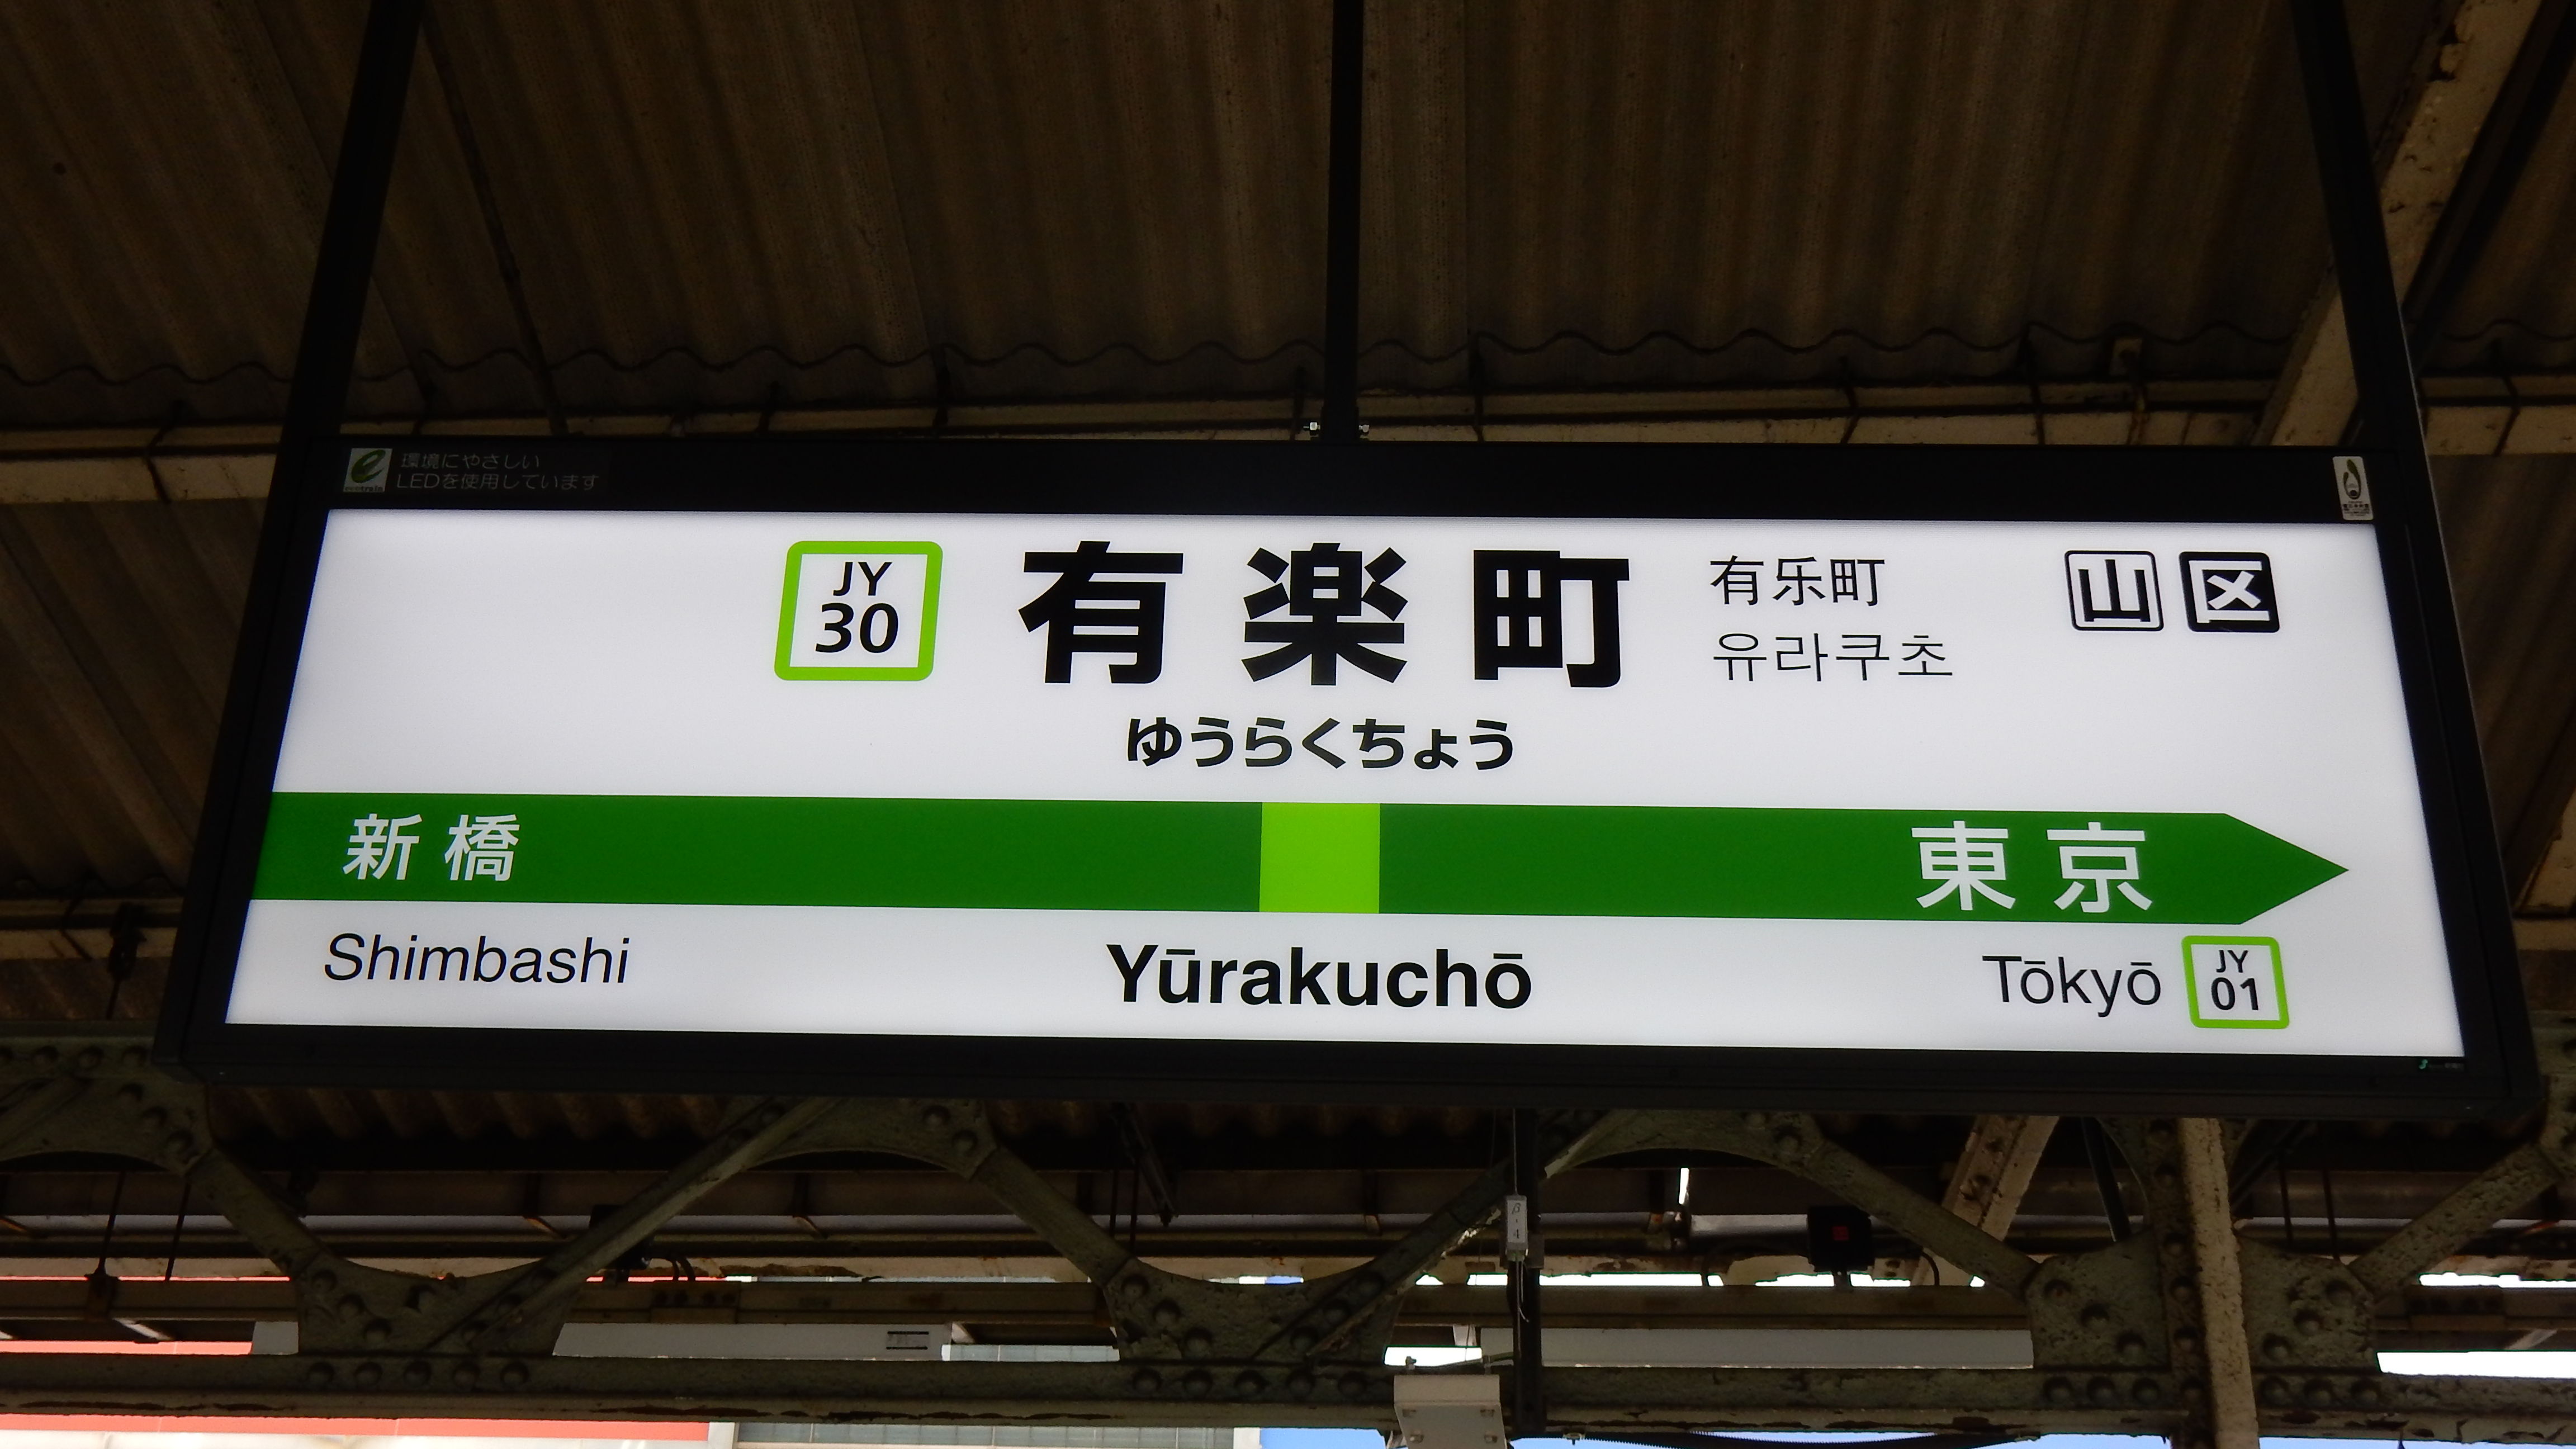 環境にやさしい
LEDを使用しています
JY
30
有楽町
有乐町
유라쿠초
山 区
ゆうらくちょう
新橋
東京
Shimbashi
Yūrakuchō
Tōkyō
JY
01